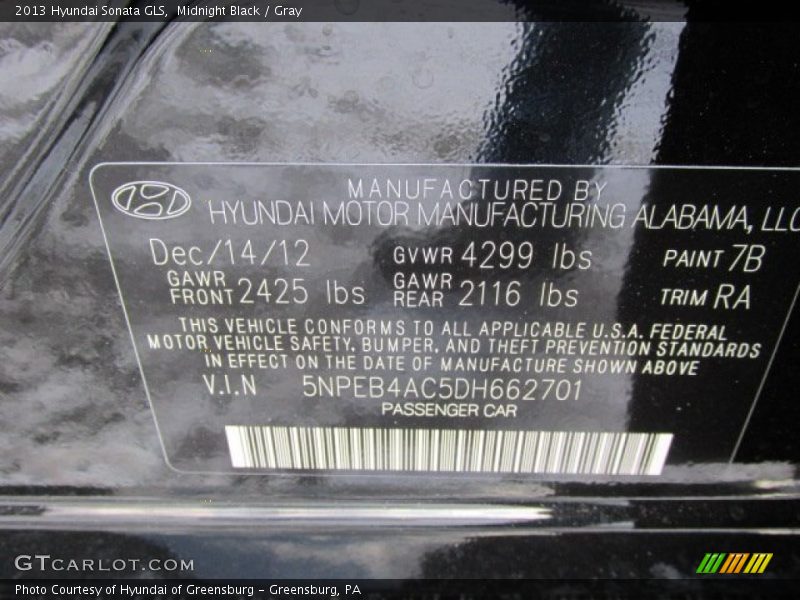 2013 Hyundai Sonata GLS, Midnight Black / Gray
MANUFACTURED BY
HYUNDAI MOTOR MANUFACTURING ALABAMA, LLC
Dec/14/12 GVWR 4299 lbs PAINT 7B
GAWR FRONT 2425 lbs GAWR REAR 2116 lbs TRIM RA
THIS VEHICLE CONFORMS TO ALL APPLICABLE U.S.A. FEDERAL
MOTOR VEHICLE SAFETY, BUMPER, AND THEFT PREVENTION STANDARDS
IN EFFECT ON THE DATE OF MANUFACTURE SHOWN ABOVE
V.I.N 5NPEB4AC5DH662701
PASSENGER CAR
GTCARLOT.COM
Photo Courtesy of Hyundai of Greensburg - Greensburg, PA